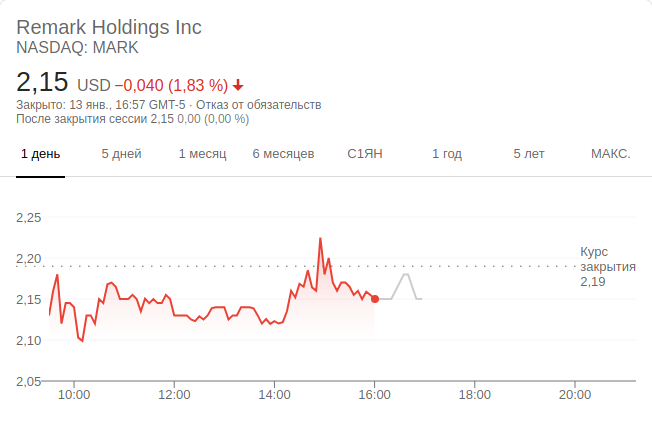 Remark Holdings Inc
NASDAQ: MARK
2,15 USD −0,040 (1,83 %)
Закрыто: 13 янв., 16:57 GMT-5 · Отказ от обязательств
После закрытия сессии 2,15 0,00 (0,00 %)
1 день 5 дней 1 месяц 6 месяцев С1ЯН 1 год 5 лет МАКС.
2,25
2,20
Курс
закрытия
2,19
2,15
2,10
2,05
10:00 12:00 14:00 16:00 18:00 20:00